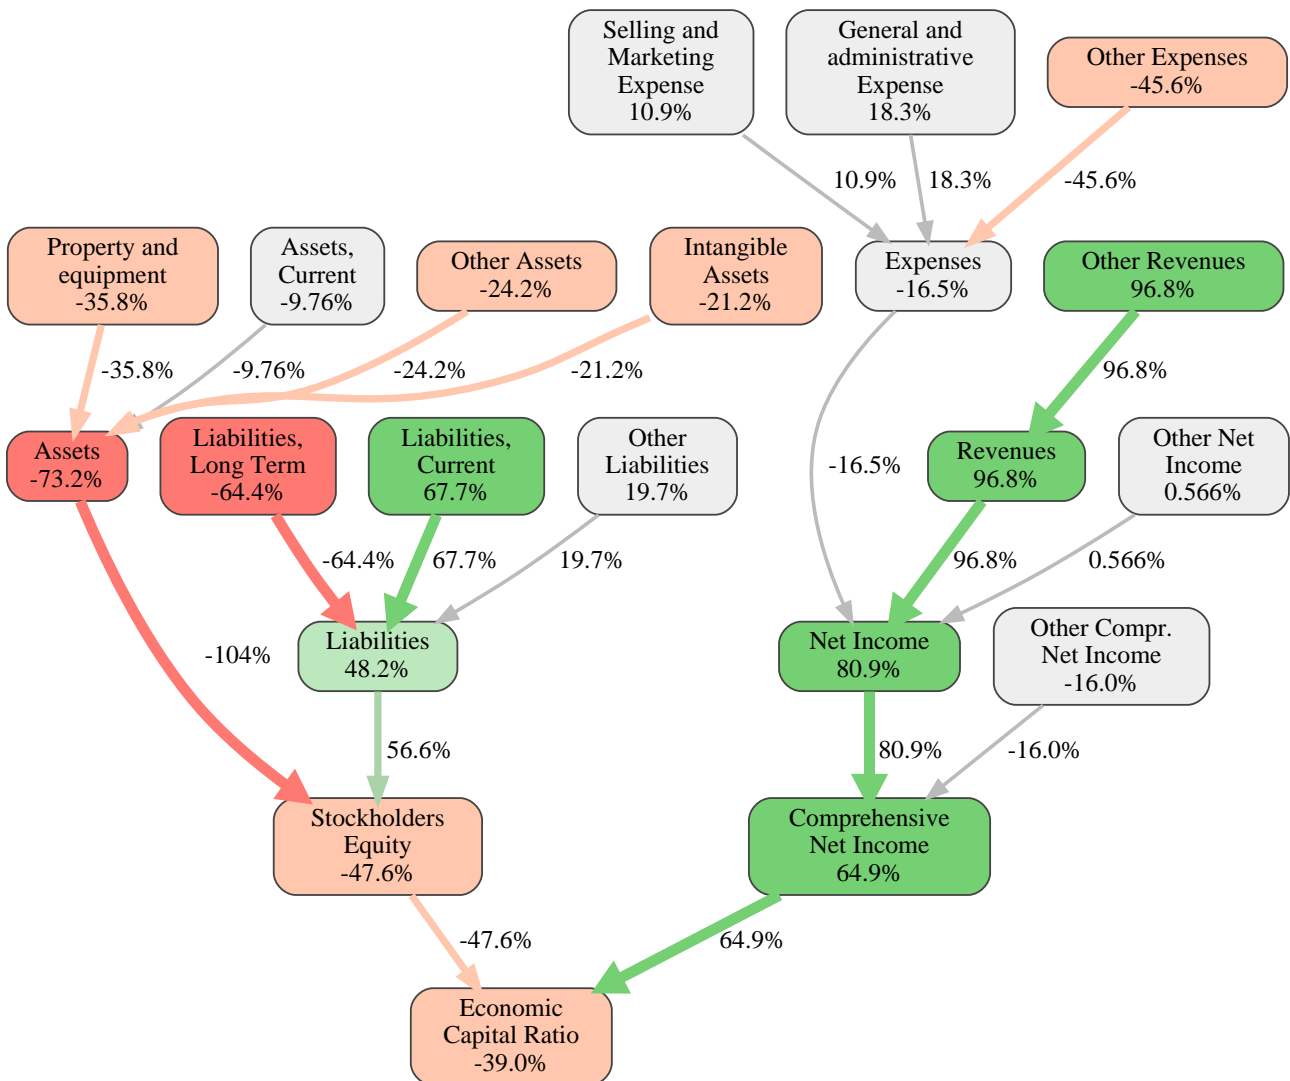 Selling and
Marketing
Expense
10.9%
General and
administrative
Expense
18.3%
Other Expenses
-45.6%
10.9%
18.3%
-45.6%
Property and
equipment
-35.8%
Assets,
Current
-9.76%
Other Assets
-24.2%
Intangible
Assets
-21.2%
Expenses
-16.5%
Other Revenues
96.8%
-35.8%
-9.76%
-24.2%
-21.2%
96.8%
Assets
-73.2%
Liabilities,
Long Term
-64.4%
Liabilities,
Current
67.7%
Other
Liabilities
19.7%
-16.5%
Revenues
96.8%
Other Net
Income
0.566%
-64.4%
67.7%
19.7%
96.8%
0.566%
-104%
Liabilities
48.2%
Net Income
80.9%
Other Compr.
Net Income
-16.0%
56.6%
80.9%
-16.0%
Stockholders
Equity
-47.6%
Comprehensive
Net Income
64.9%
-47.6%
64.9%
Economic
Capital Ratio
-39.0%